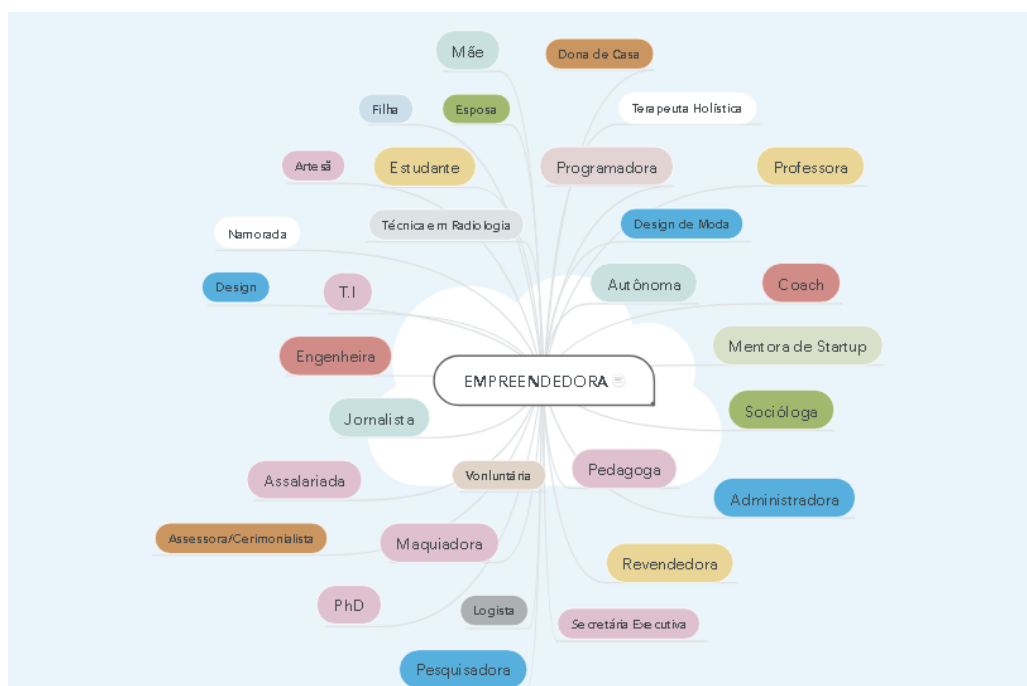 Mãe
Dona de Casa
Filha
Esposa
Terapeuta Holística
Artesã
Estudante
Programadora
Professora
Namorada
Técnica em Radiologia
Design de Moda
Design
T.I
Autônoma
Coach
Engenheira
Mentora de Startup
EMPREENDEDORA
Jornalista
Socióloga
Assalariada
Vonluntária
Pedagoga
Administradora
Assessora/Cerimonialista
Maquiadora
Revendedora
PhD
Logista
Secretária Executiva
Pesquisadora